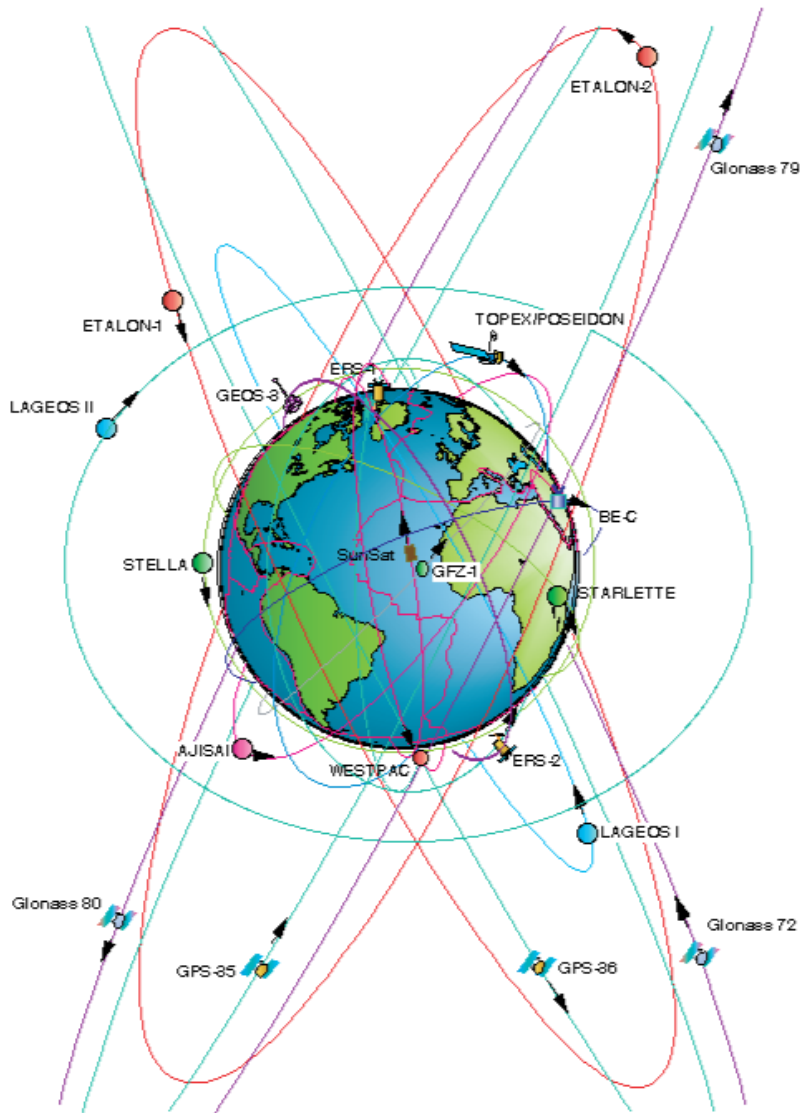 ETALON-2
Glonass 79
ETALON-1
TOPEX/POSEIDON
ERS-1
GEOS-3
LAGEOS II
BE-C
SunSat
GFZ-1
STELLA
STARLETTE
AJISAI
WESTPAC
ERS-2
LAGEOS I
Glonass 80
Glonass 72
GPS-35
GPS-36